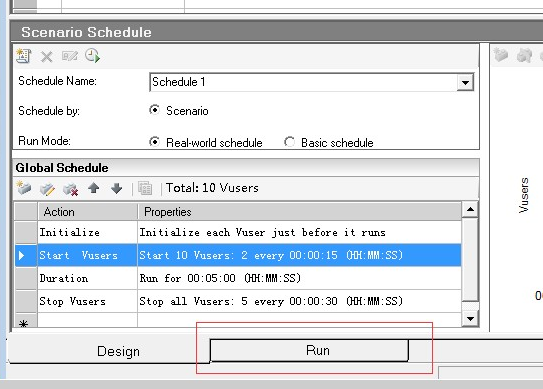 Scenario Schedule
Schedule Name: Schedule 1
Schedule by: Scenario
Run Mode: Real-world schedule Basic schedule
Global Schedule
Total: 10 Vusers
Action Properties
Initialize Initialize each Vuser just before it runs
Start Vusers Start 10 Vusers: 2 every 00:00:15 (HH:MM:SS)
Duration Run for 00:05:00 (HH:MM:SS)
Stop Vusers Stop all Vusers: 5 every 00:00:30 (HH:MM:SS)
Vusers
Design Run